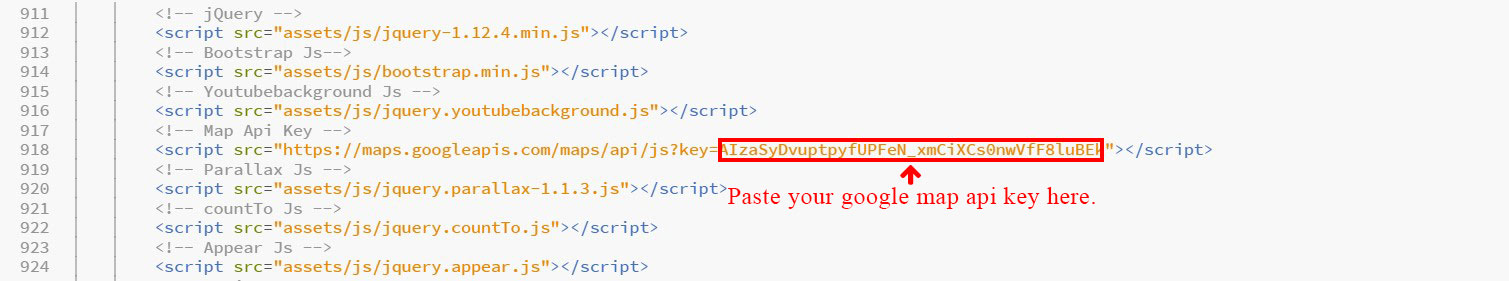 911 <!-- jQuery -->
912 <script src="assets/js/jquery-1.12.4.min.js"></script>
913 <!-- Bootstrap Js-->
914 <script src="assets/js/bootstrap.min.js"></script>
915 <!-- Youtubebackground Js -->
916 <script src="assets/js/jquery.youtubebackground.js"></script>
917 <!-- Map Api Key -->
918 <script src="https://maps.googleapis.com/maps/api/js?key=AIzaSyDvuptpyfUPFeN_xmCiXCs0nwVfF8luBEk"></script>
919 <!-- Parallax Js -->
920 <script src="assets/js/jquery.parallax-1.1.3.js"></script>
Paste your google map api key here.
921 <!-- countTo Js -->
922 <script src="assets/js/jquery.countTo.js"></script>
923 <!-- Appear Js -->
924 <script src="assets/js/jquery.appear.js"></script>